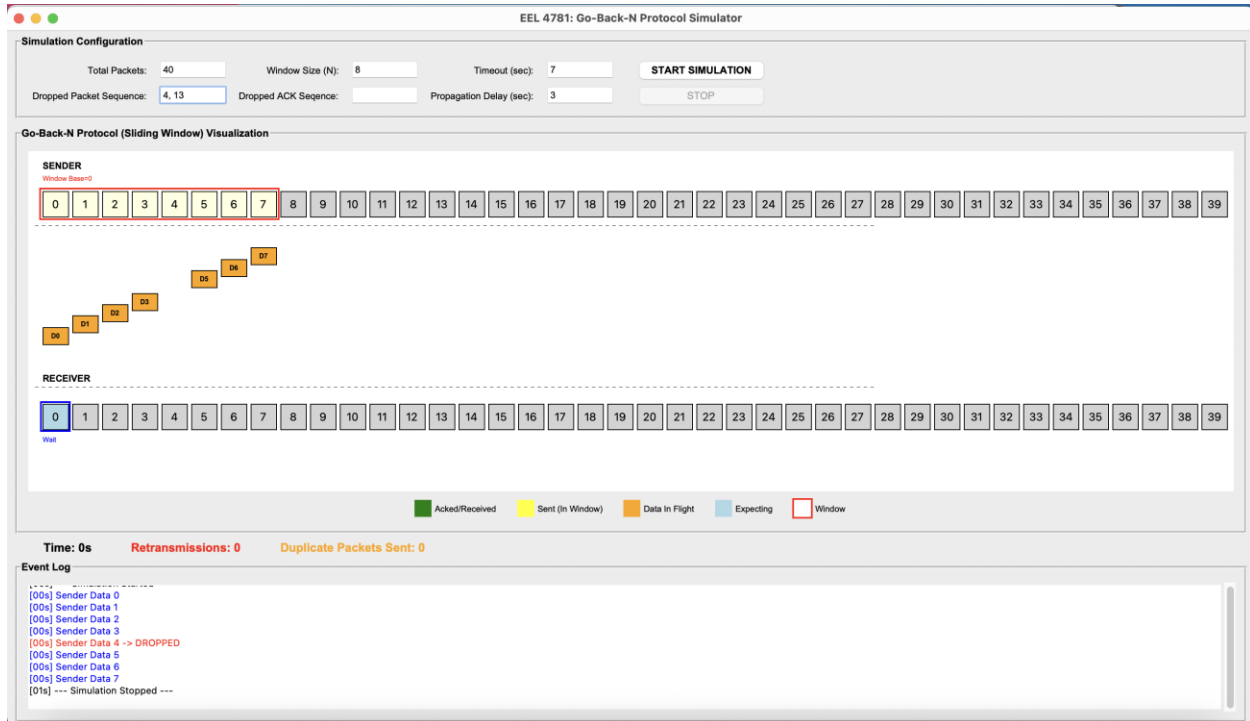 EEL 4781: Go-Back-N Protocol Simulator
Simulation Configuration
Total Packets: 40 Window Size (N): 8 Timeout (sec): 7 START SIMULATION
Dropped Packet Sequence: 4, 13 Dropped ACK Seqence: Propagation Delay (sec): 3 STOP
Go-Back-N Protocol (Sliding Window) Visualization
SENDER
Window Base=0
0 1 2 3 4 5 6 7 8 9 10 11 12 13 14 15 16 17 18 19 20 21 22 23 24 25 26 27 28 29 30 31 32 33 34 35 36 37 38 39
D7
D6
D5
D3
D2
D1
D0
RECEIVER
0 1 2 3 4 5 6 7 8 9 10 11 12 13 14 15 16 17 18 19 20 21 22 23 24 25 26 27 28 29 30 31 32 33 34 35 36 37 38 39
Wait
Acked/Received Sent (In Window) Data In Flight Expecting Window
Time: 0s Retransmissions: 0 Duplicate Packets Sent: 0
Event Log
[00s] Sender Data 0
[00s] Sender Data 1
[00s] Sender Data 2
[00s] Sender Data 3
[00s] Sender Data 4 -> DROPPED
[00s] Sender Data 5
[00s] Sender Data 6
[00s] Sender Data 7
[01s] --- Simulation Stopped ---